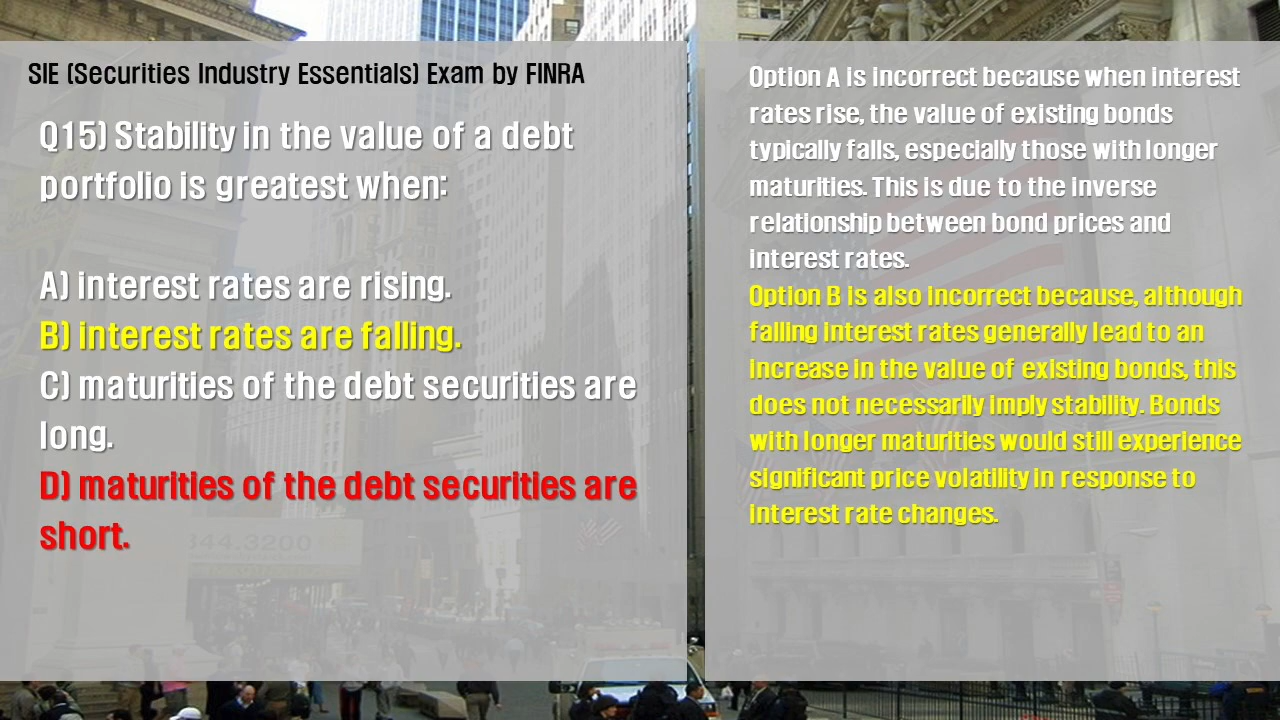 SIE (Securities Industry Essentials) Exam by FINRA
Q15) Stability in the value of a debt
portfolio is greatest when:
A) interest rates are rising.
B) interest rates are falling.
C) maturities of the debt securities are
long.
D) maturities of the debt securities are
short.
344.3200
Option A is incorrect because when interest
rates rise, the value of existing bonds
typically falls, especially those with longer
maturities. This is due to the inverse
relationship between bond prices and
interest rates.
Option B is also incorrect because, although
falling interest rates generally lead to an
increase in the value of existing bonds, this
does not necessarily imply stability. Bonds
with longer maturities would still experience
significant price volatility in response to
interest rate changes.